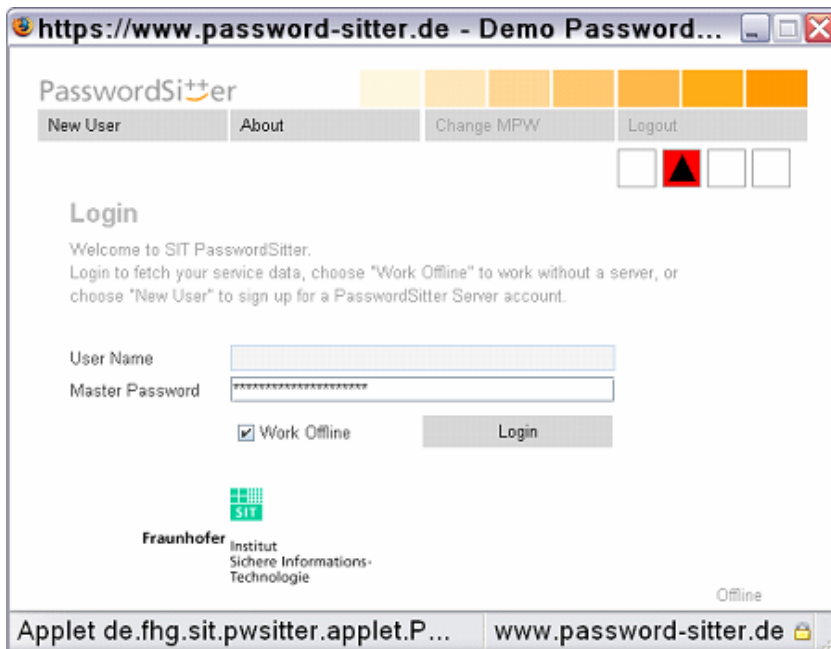 https://www.password-sitter.de - Demo Password...
PasswordSitter
New User About Change MPW Logout
Login
Welcome to SIT PasswordSitter.
Login to fetch your service data, choose "Work Offline" to work without a server, or
choose "New User" to sign up for a PasswordSitter Server account.
User Name
Master Password *********************
Work Offline Login
SIT
Fraunhofer Institut
Sichere Informations-
Technologie
Offline
Applet de.fhg.sit.pwsitter.applet.P... www.password-sitter.de